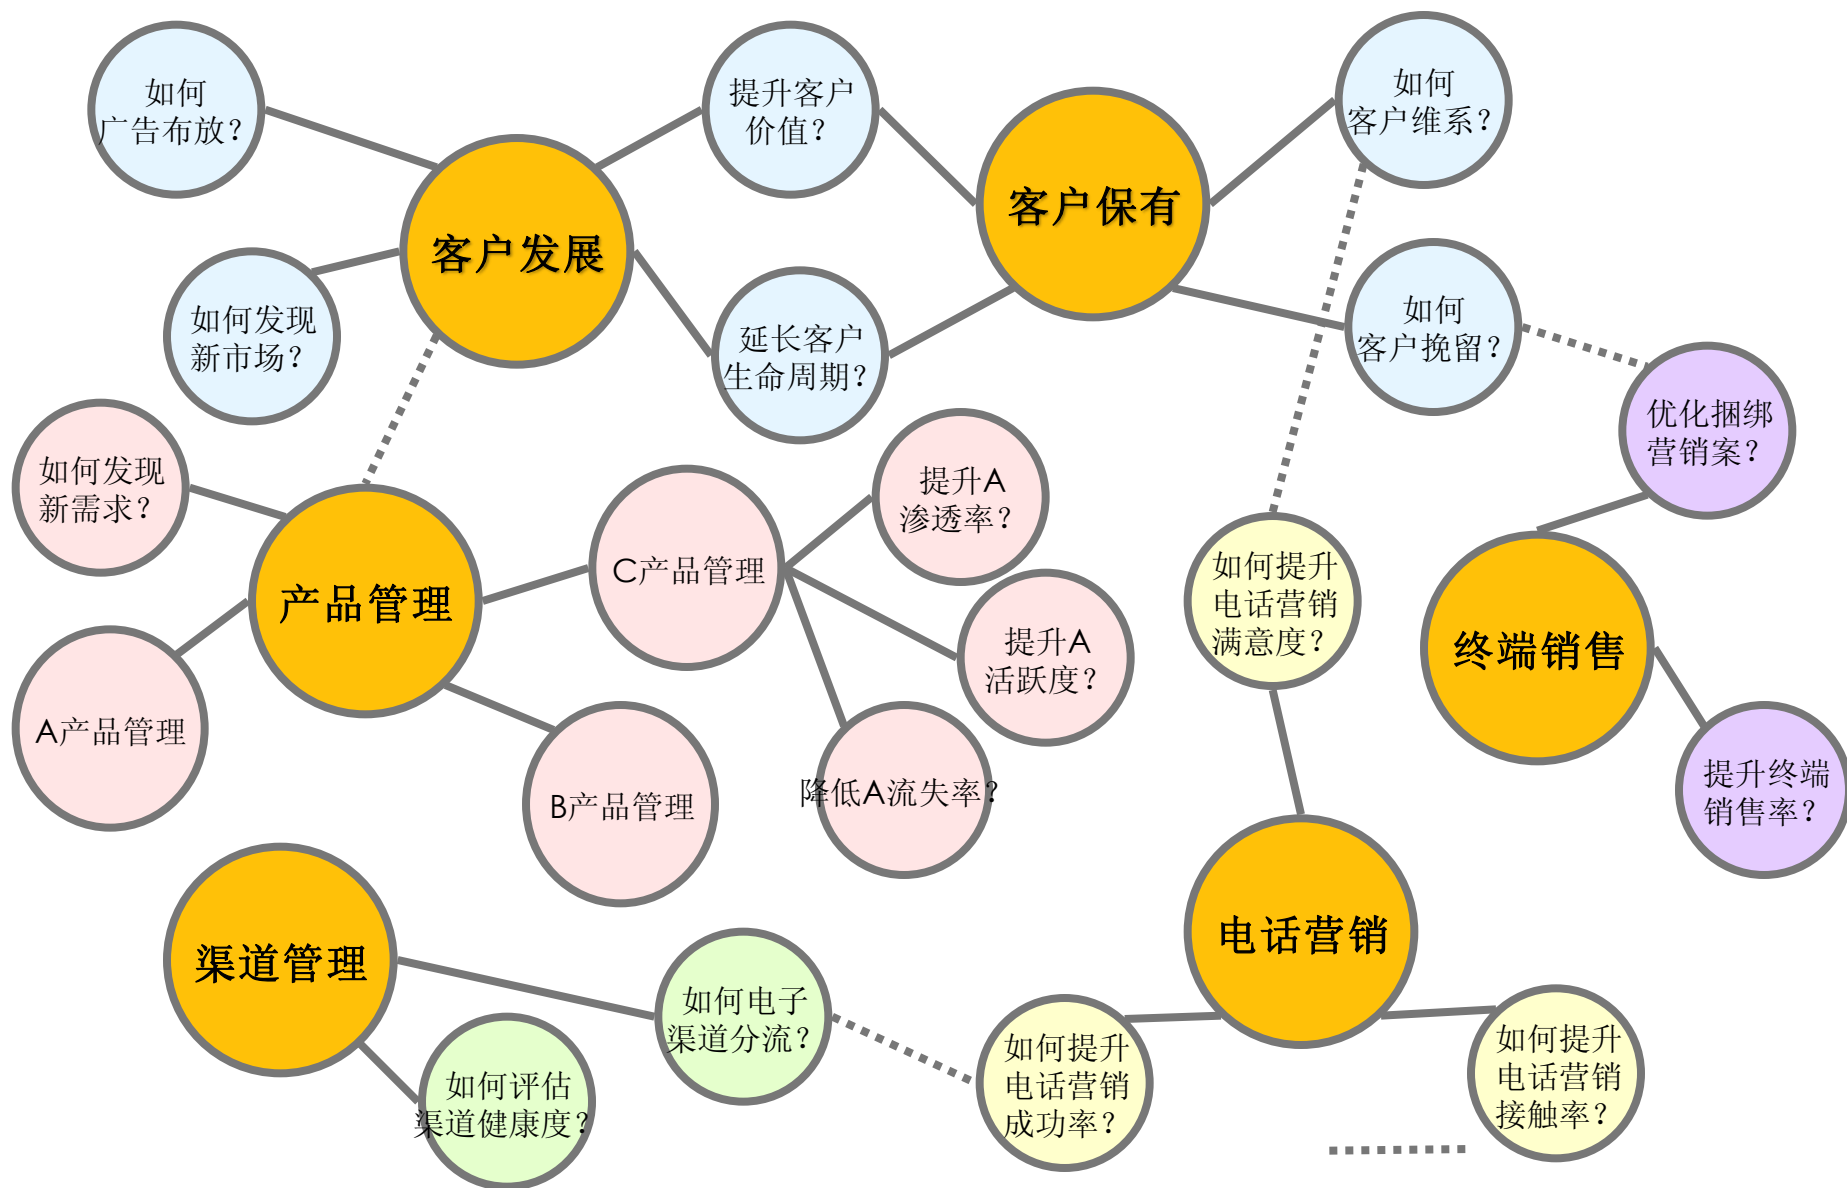 如何
广告布放？
提升客户
价值？
如何
客户维系？
客户保有
客户发展
如何发现
新市场？
延长客户
生命周期？
如何
客户挽留？
优化捆绑
营销案？
如何发现
新需求？
提升A
渗透率？
C产品管理
产品管理
如何提升
电话营销
满意度？
提升A
活跃度？
终端销售
A产品管理
B产品管理
降低A流失率？
提升终端
销售率？
渠道管理
电话营销
如何电子
渠道分流？
如何评估
渠道健康度？
如何提升
电话营销
成功率？
如何提升
电话营销
接触率？